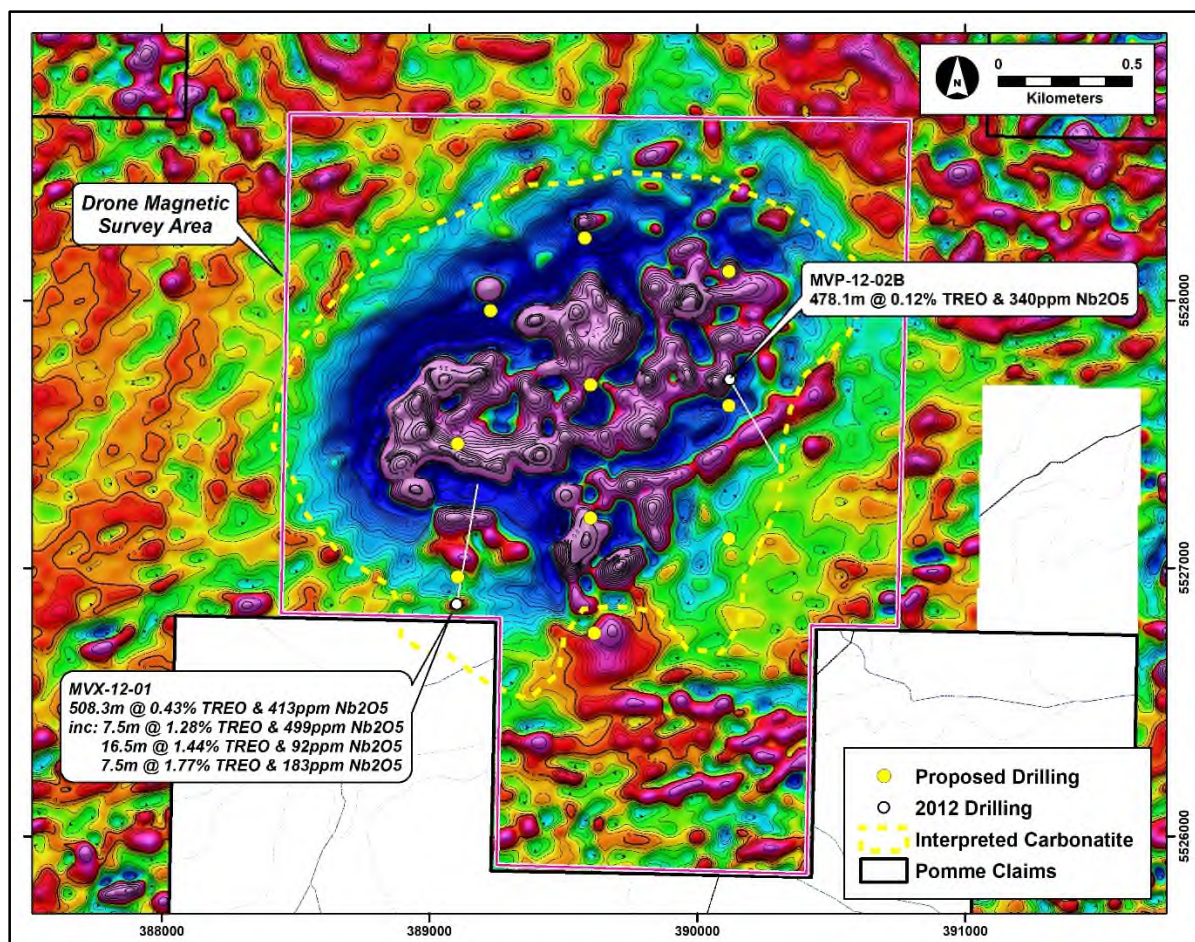 0 0.5
Kilometers
N
Drone Magnetic
Survey Area
MVP-12-02B
478.1m @ 0.12% TREO & 340ppm Nb2O5
5528000
5527000
MVX-12-01
508.3m @ 0.43% TREO & 413ppm Nb2O5
inc: 7.5m @ 1.28% TREO & 499ppm Nb2O5
16.5m @ 1.44% TREO & 92ppm Nb2O5
7.5m @ 1.77% TREO & 183ppm Nb2O5
Proposed Drilling
2012 Drilling
Interpreted Carbonatite
Pomme Claims
5526000
388000 389000 390000 391000